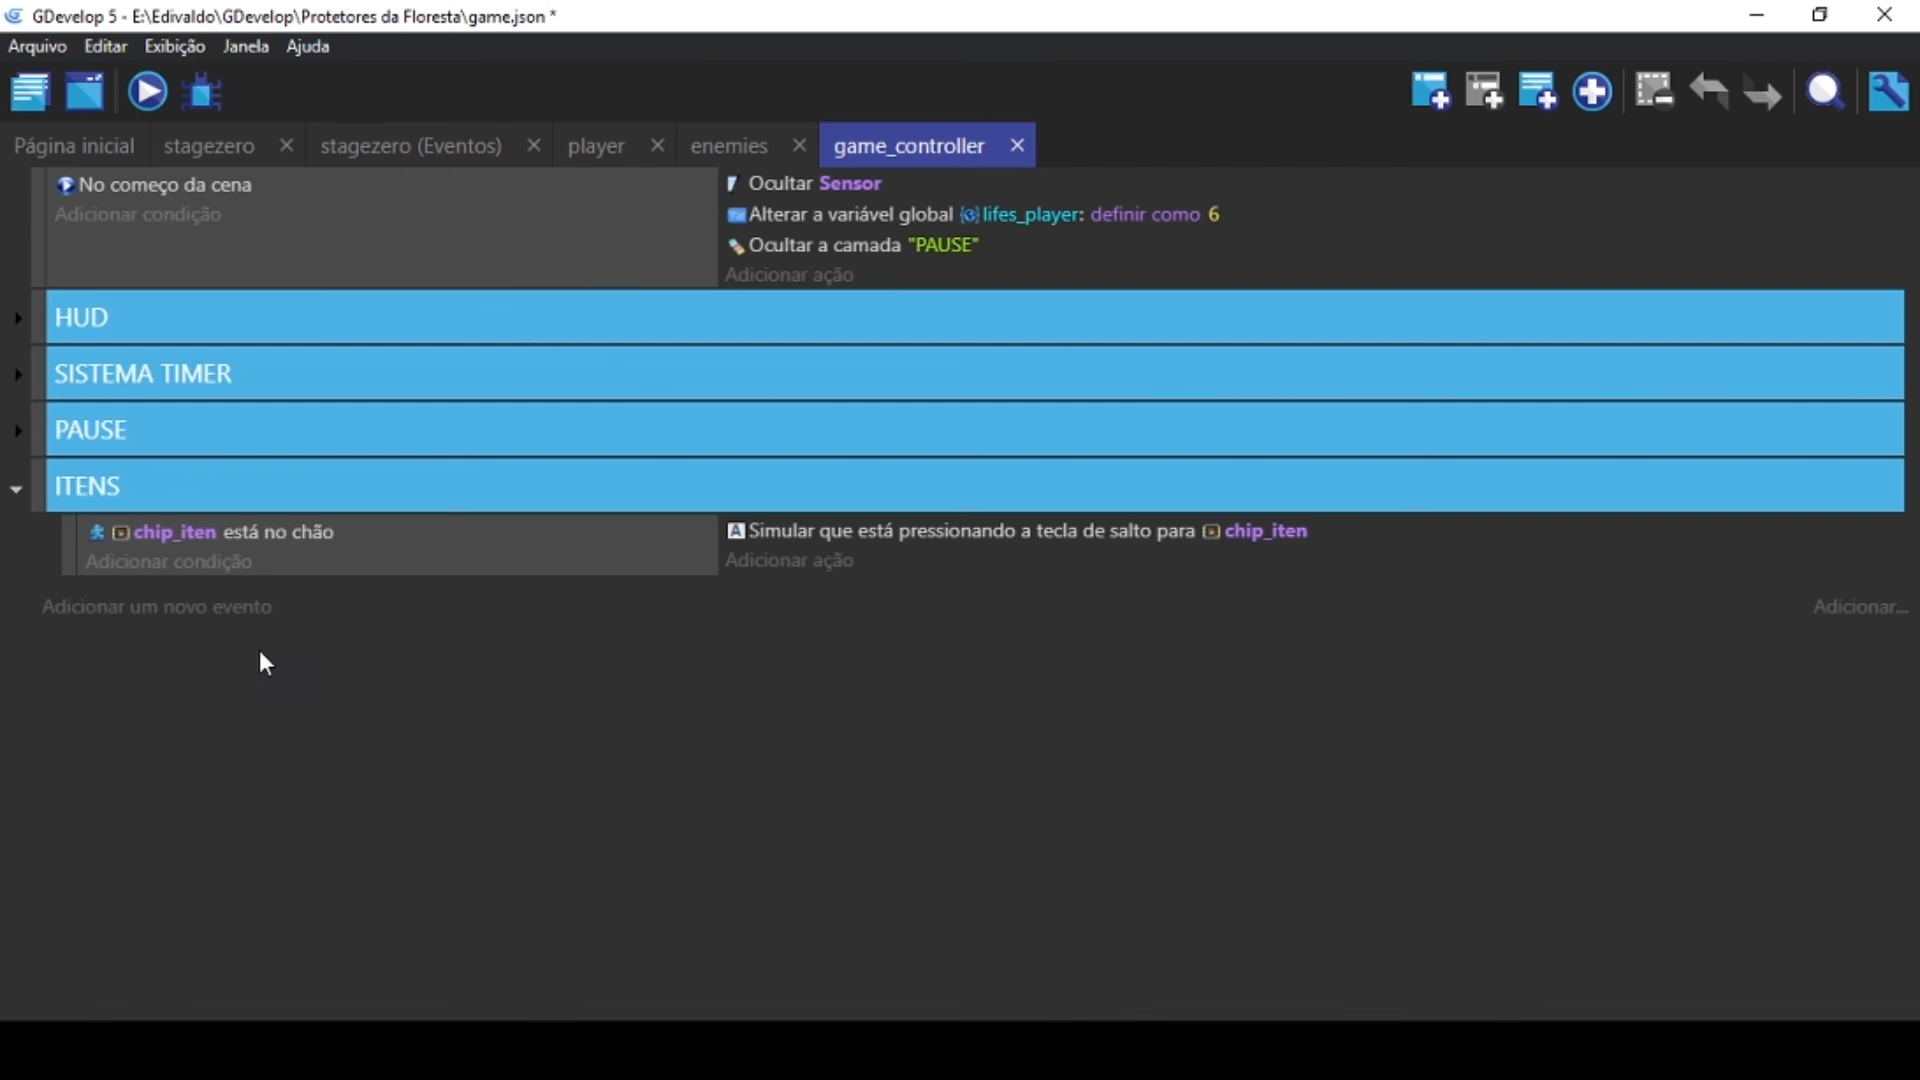 GDevelop 5 - E:\Edivaldo\GDevelop\Protetores da Floresta\game.json *
Arquivo Editar Exibição Janela Ajuda
Página inicial stagezero stagezero (Eventos) player enemies game_controller
No começo da cena
Adicionar condição
Ocultar Sensor
Alterar a variável global lifes_player: definir como 6
Ocultar a camada "PAUSE"
Adicionar ação
HUD
SISTEMA TIMER
PAUSE
ITENS
chip_iten está no chão
Adicionar condição
Simular que está pressionando a tecla de salto para chip_iten
Adicionar ação
Adicionar um novo evento
Adicionar...